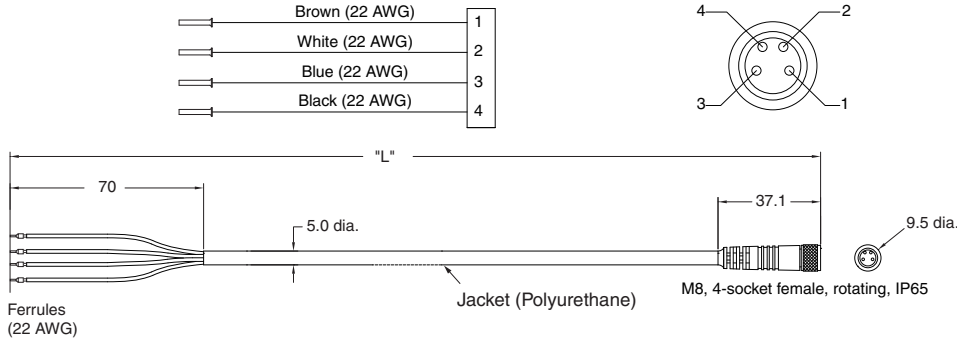 Brown (22 AWG)
1
White (22 AWG)
2
Blue (22 AWG)
3
Black (22 AWG)
4
4
2
3
1
"L"
70
37.1
5.0 dia.
9.5 dia.
Jacket (Polyurethane)
M8, 4-socket female, rotating, IP65
Ferrules
(22 AWG)